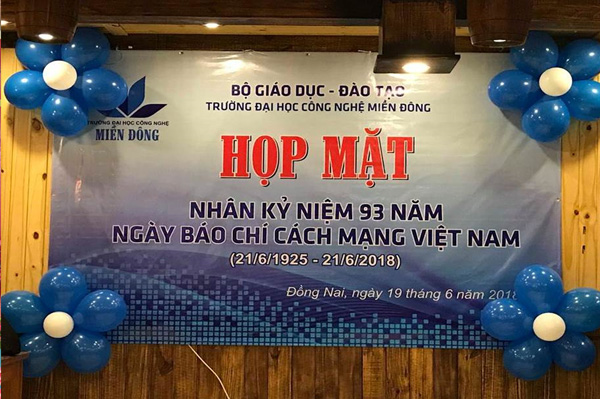 BỘ GIÁO DỤC - ĐÀO TẠO
TRƯỜNG ĐẠI HỌC CÔNG NGHỆ MIỀN ĐÔNG
TRƯỜNG ĐẠI HỌC CÔNG NGHỆ
MIỀN ĐÔNG
HỌP MẶT
NHÂN KỶ NIỆM 93 NĂM
NGÀY BÁO CHÍ CÁCH MẠNG VIỆT NAM
(21/6/1925 - 21/6/2018)
Đồng Nai, ngày 19 tháng 6 năm 2018